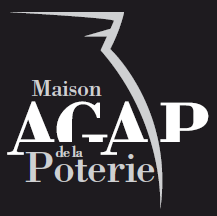 Maison
AGAP
de la
Poterie